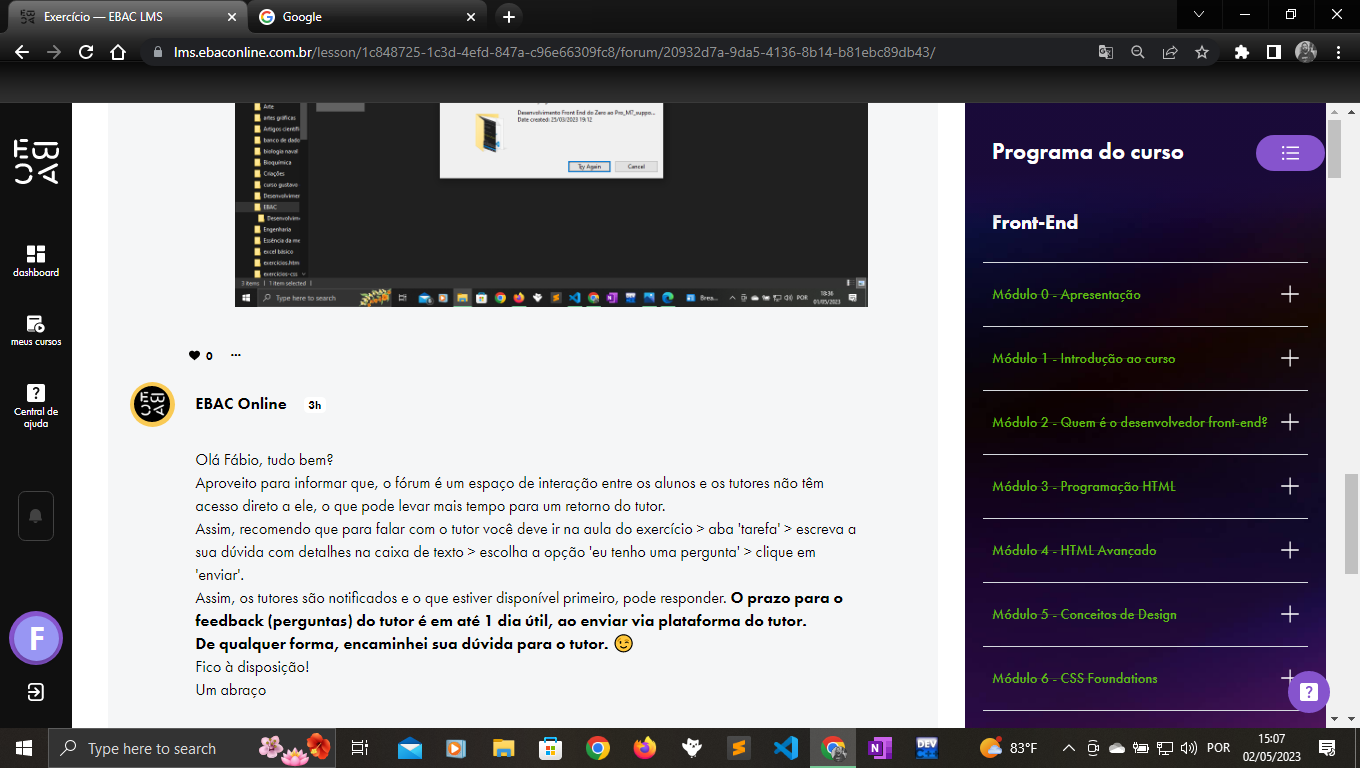 Exercício — EBAC LMS
Google
lms.ebaconline.com.br/lesson/1c848725-1c3d-4efd-847a-c96e66309fc8/forum/20932d7a-9da5-4136-8b14-b81ebc89db43/
EBAC
dashboard
meus cursos
Central de
ajuda
F
Arte
artes gráficas
Artigos científi
banco de dado
biologia naval
Bioquímica
Criações
curso gustavo
Desenvolvimer
EBAC
Desenvolvime
Engenharia
Essência da me
excel básico
exercícios.htm
exercícios-css
3 items
1 item selected
Desenvolvimento Front End do Zero ao Pro_M7_suppo...
Date created: 25/03/2023 19:12
Try Again
Cancel
Type here to search
Brea...
POR
18:36
01/05/2023
0
EBAC
EBAC Online
3h
Olá Fábio, tudo bem?
Aproveito para informar que, o fórum é um espaço de interação entre os alunos e os tutores não têm
acesso direto a ele, o que pode levar mais tempo para um retorno do tutor.
Assim, recomendo que para falar com o tutor você deve ir na aula do exercício > aba 'tarefa' > escreva a
sua dúvida com detalhes na caixa de texto > escolha a opção 'eu tenho uma pergunta' > clique em
'enviar'.
Assim, os tutores são notificados e o que estiver disponível primeiro, pode responder. O prazo para o
feedback (perguntas) do tutor é em até 1 dia útil, ao enviar via plataforma do tutor.
De qualquer forma, encaminhei sua dúvida para o tutor. 😉
Fico à disposição!
Um abraço
Programa do curso
Front-End
Módulo 0 - Apresentação
Módulo 1 - Introdução ao curso
Módulo 2 - Quem é o desenvolvedor front-end?
Módulo 3 - Programação HTML
Módulo 4 - HTML Avançado
Módulo 5 - Conceitos de Design
Módulo 6 - CSS Foundations
Type here to search
DEV
83°F
POR
15:07
02/05/2023